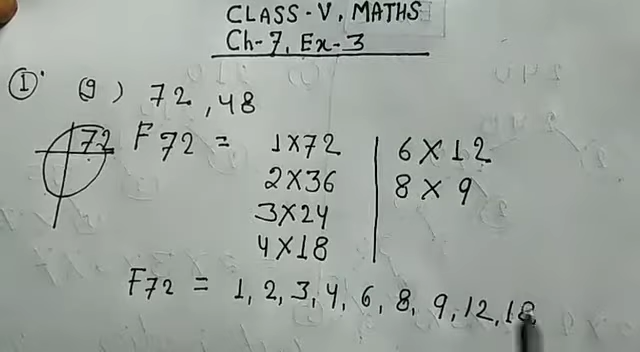 CLASS-V, MATHS
Ch-7, Ex-3
① (g) 72, 48
72 F72 = 1×72 | 6×12
2×36 | 8×9
3×24
4×18
F72 = 1, 2, 3, 4, 6, 8, 9, 12, 18,